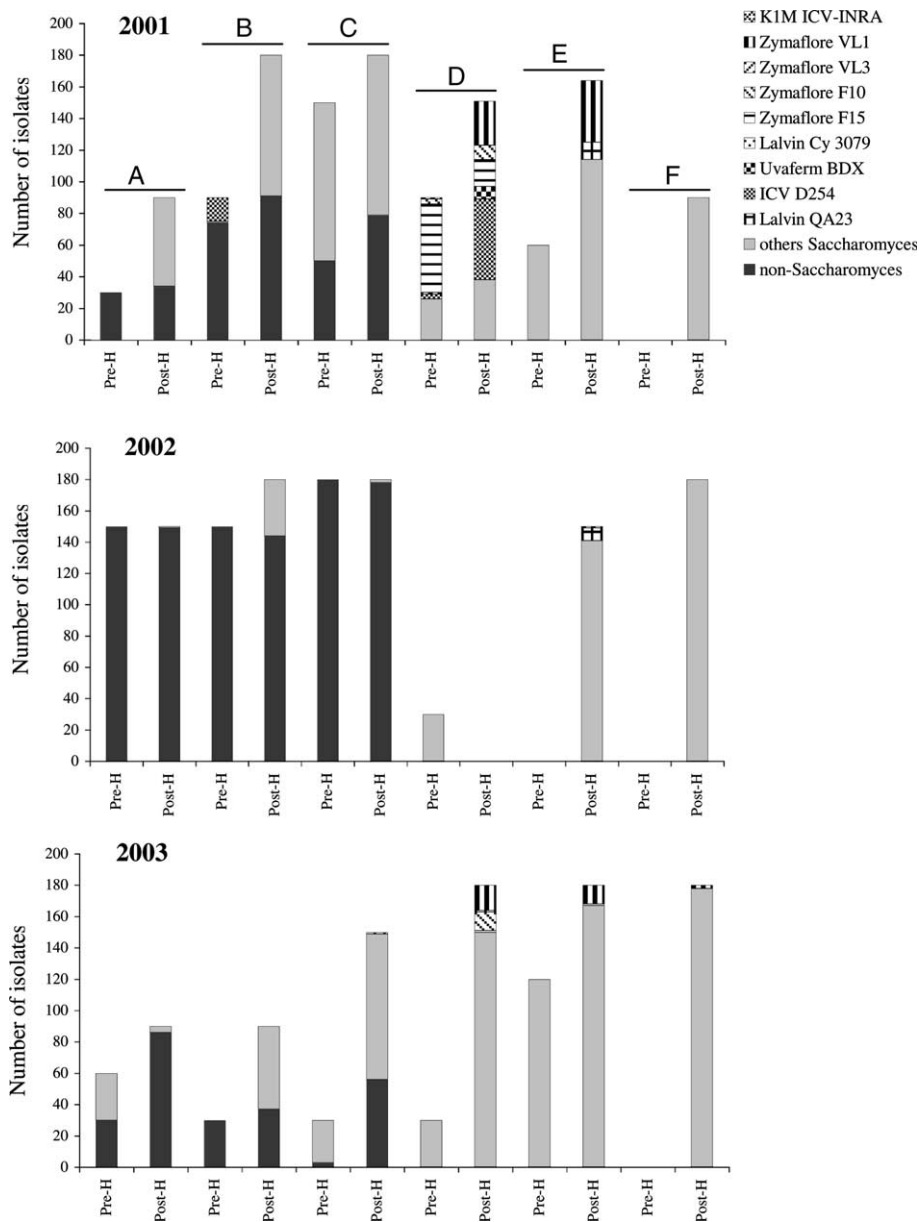 2001
A
B
C
D
E
F
Number of isolates
200
180
160
140
120
100
80
60
40
20
0
Pre-H
Post-H
Pre-H
Post-H
Pre-H
Post-H
Pre-H
Post-H
Pre-H
Post-H
Pre-H
Post-H
K1M ICV-INRA
Zymaflore VL1
Zymaflore VL3
Zymaflore F10
Zymaflore F15
Lalvin Cy 3079
Uvaferm BDX
ICV D254
Lalvin QA23
others Saccharomyces
non-Saccharomyces
2002
Number of isolates
200
180
160
140
120
100
80
60
40
20
0
Pre-H
Post-H
Pre-H
Post-H
Pre-H
Post-H
Pre-H
Post-H
Pre-H
Post-H
Pre-H
Post-H
2003
Number of isolates
200
180
160
140
120
100
80
60
40
20
0
Pre-H
Post-H
Pre-H
Post-H
Pre-H
Post-H
Pre-H
Post-H
Pre-H
Post-H
Pre-H
Post-H